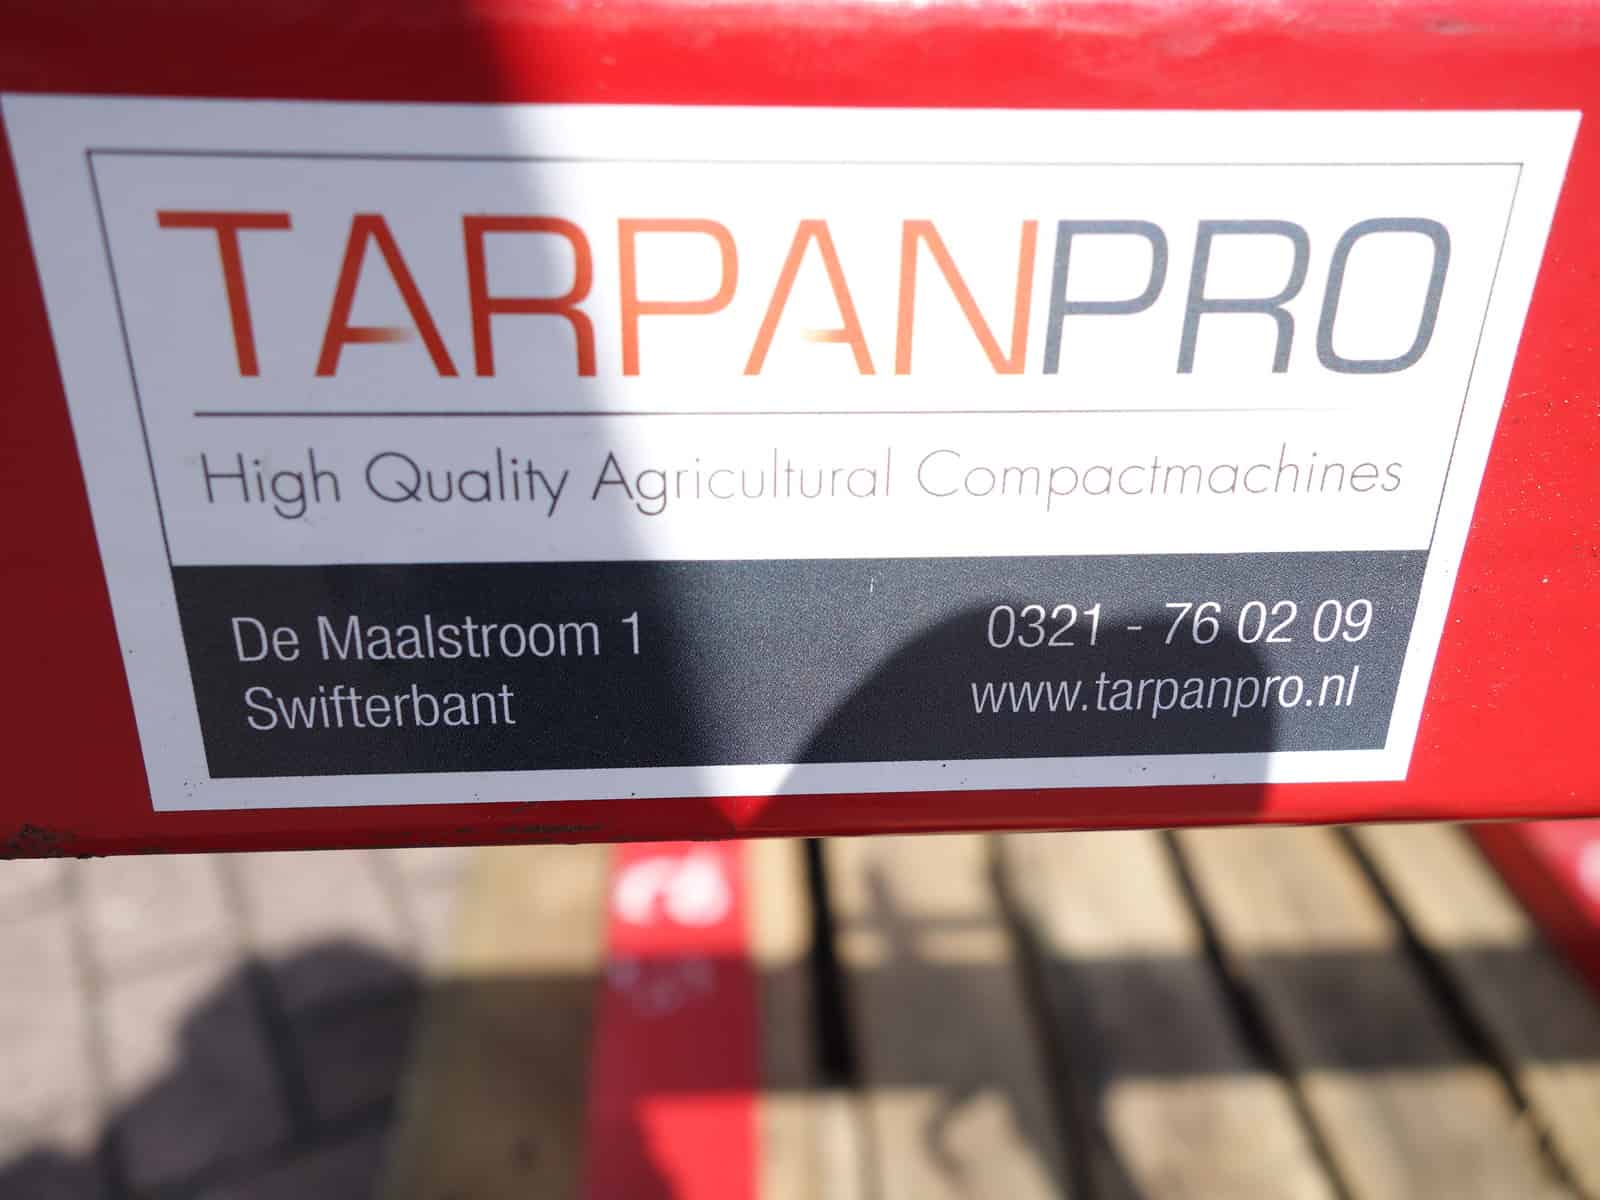 TARPANPRO
High Quality Agricultural Compactmachines
De Maalstroom 1
Swifterbant
0321 - 76 02 09
www.tarpanpro.nl